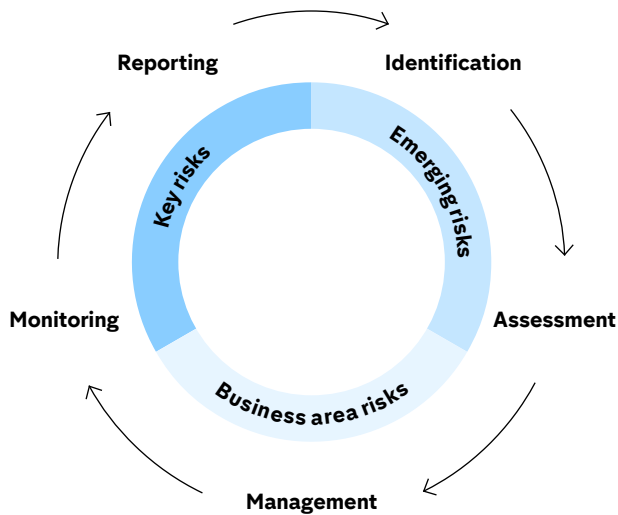 Reporting
Identification
Key risks
Emerging risks
Monitoring
Assessment
Business area risks
Management